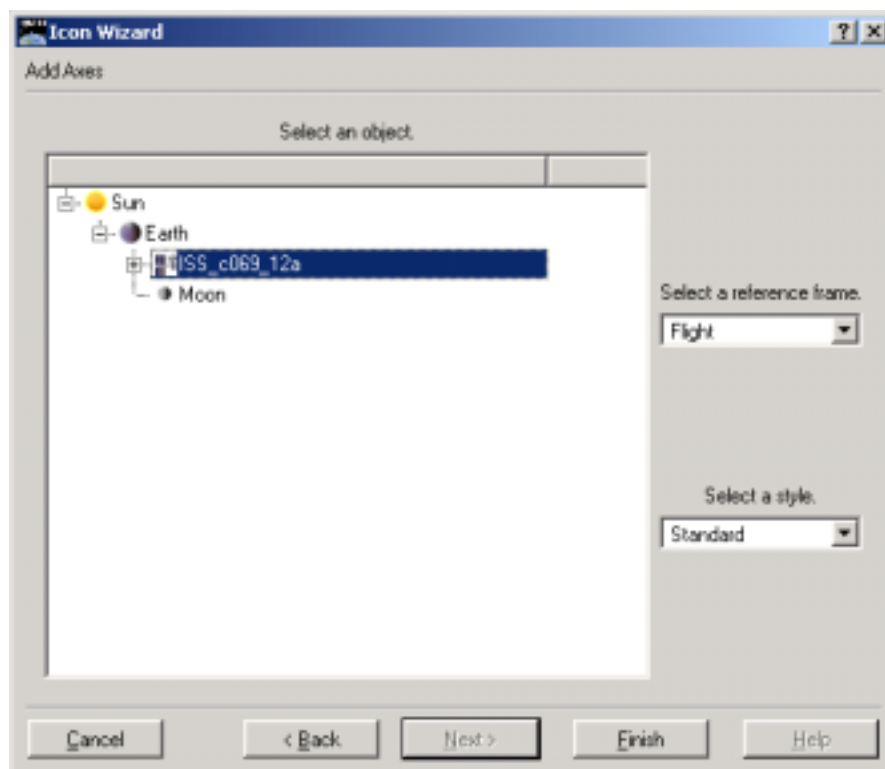 Icon Wizard
Add Axes
Select an object.
Sun
Earth
ISS_c069_12a
Moon
Select a reference frame.
Flight
Select a style.
Standard
Cancel
< Back
Next >
Finish
Help